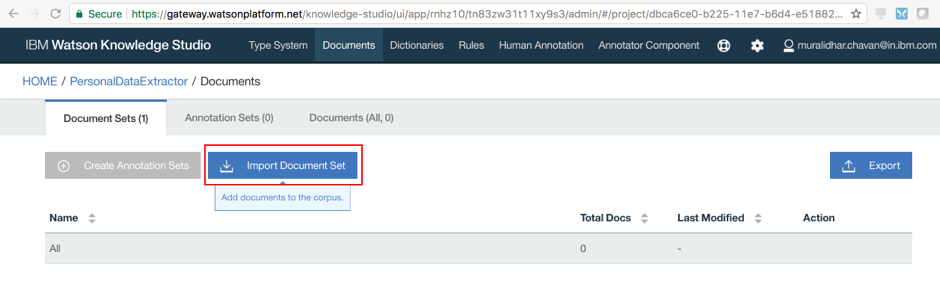 Secure https://gateway.watsonplatform.net/knowledge-studio/ui/app/rnhz10/tn83zw31t11xy9s3/admin/#/project/dbca6ce0-b225-11e7-b6d4-e51882...
IBM Watson Knowledge Studio Type System Documents Dictionaries Rules Human Annotation Annotator Component muralidhar.chavan@in.ibm.com
HOME / PersonalDataExtractor / Documents
Document Sets (1) Annotation Sets (0) Documents (All, 0)
Create Annotation Sets Import Document Set Export
Add documents to the corpus.
Name Total Docs Last Modified Action
All 0 -